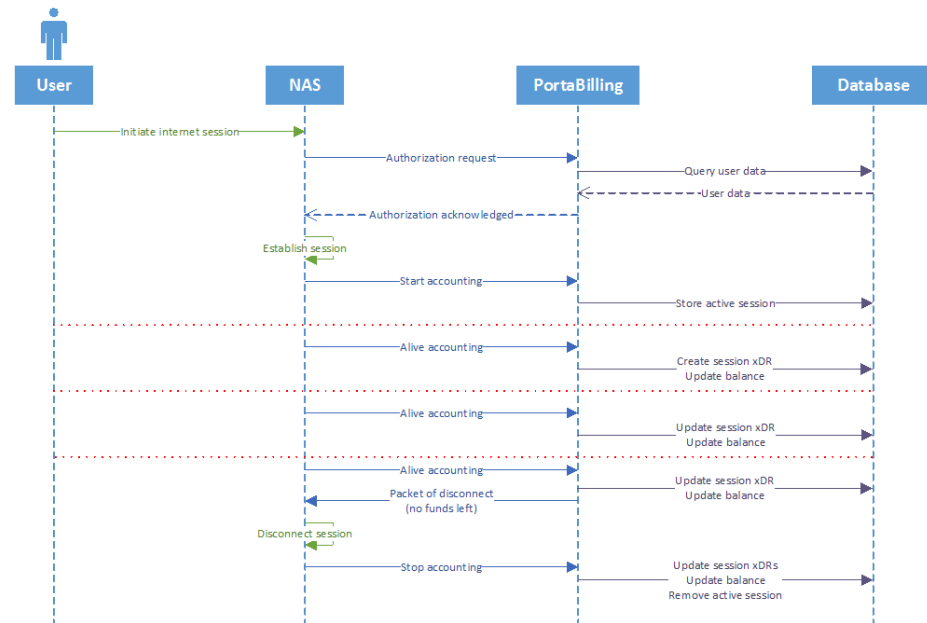 User
NAS
PortaBilling
Database
Initiate internet session
Authorization request
Query user data
User data
Authorization acknowledged
Establish session
Start accounting
Store active session
Alive accounting
Create session xDR
Update balance
Alive accounting
Update session xDR
Update balance
Alive accounting
Update session xDR
Update balance
Packet of disconnect
(no funds left)
Disconnect session
Stop accounting
Update session xDRs
Update balance
Remove active session